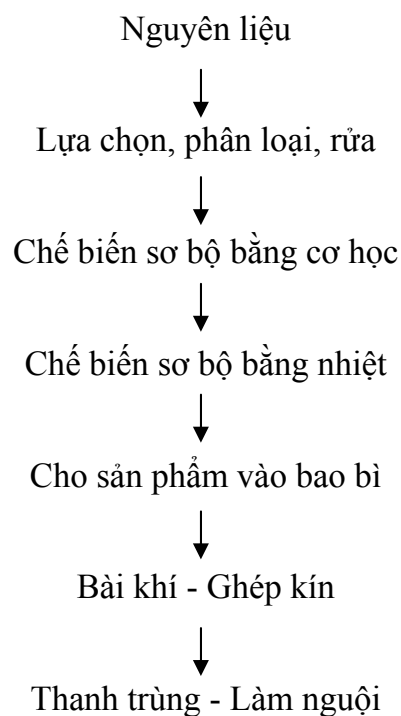 Nguyên liệu
Lựa chọn, phân loại, rửa
Chế biến sơ bộ bằng cơ học
Chế biến sơ bộ bằng nhiệt
Cho sản phẩm vào bao bì
Bài khí - Ghép kín
Thanh trùng - Làm nguội